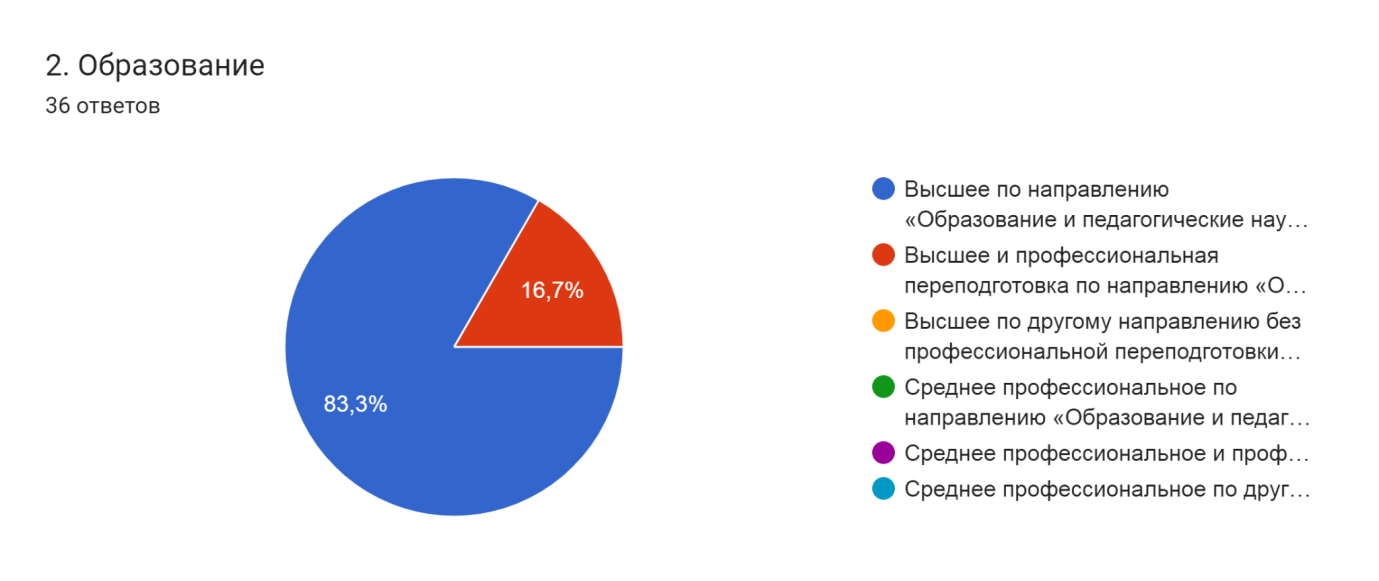 2. Образование
36 ответов
16,7%
83,3%
Высшее по направлению
«Образование и педагогические нау…
Высшее и профессиональная
переподготовка по направлению «О…
Высшее по другому направлению без
профессиональной переподготовки…
Среднее профессиональное по
направлению «Образование и педаг…
Среднее профессиональное и проф…
Среднее профессиональное по друг…